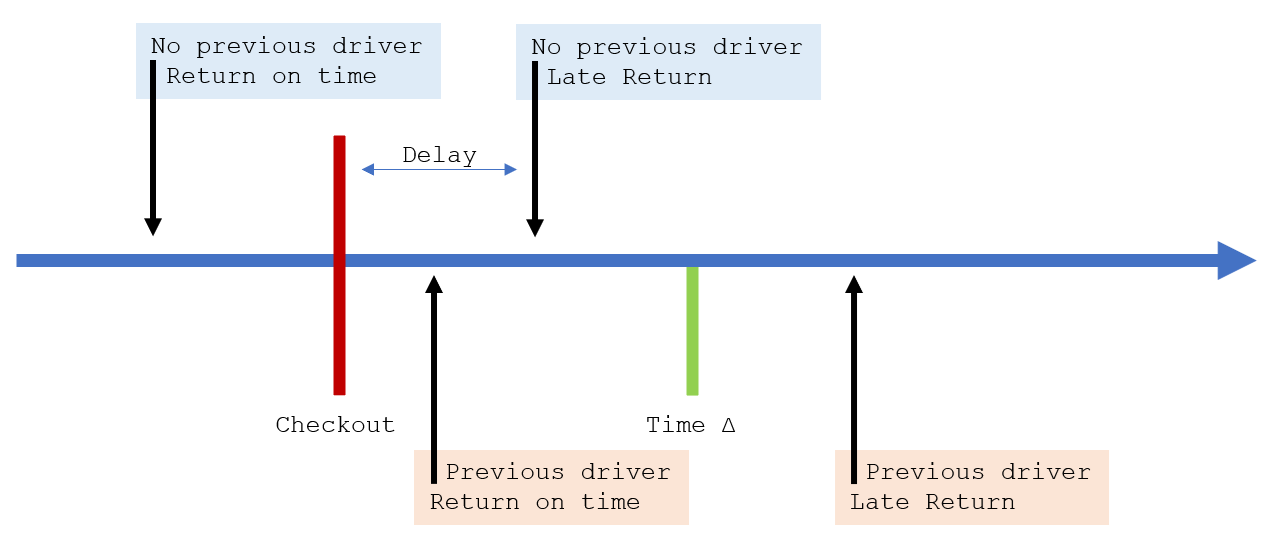 No previous driver
Return on time
No previous driver
Late Return
Delay
Checkout
Time Δ
Previous driver
Return on time
Previous driver
Late Return